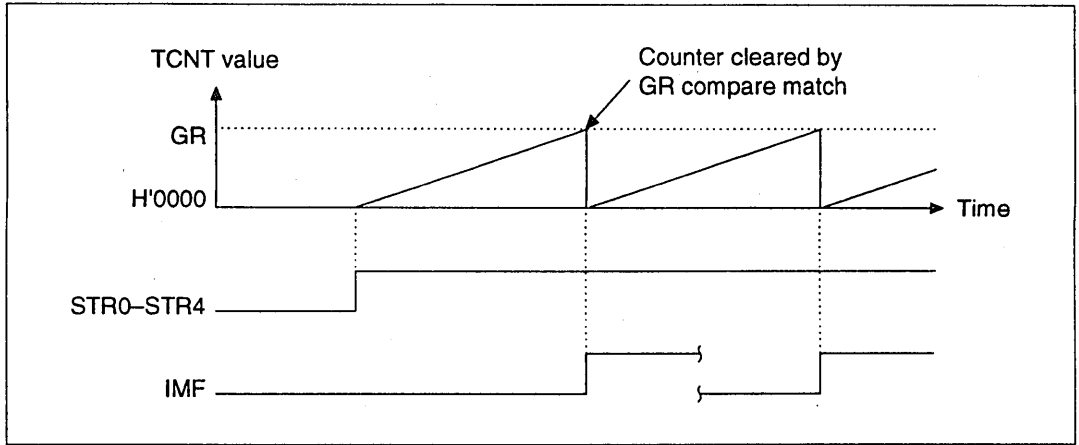 TCNT value
Counter cleared by
GR compare match
GR
H'0000
Time
STR0–STR4
IMF